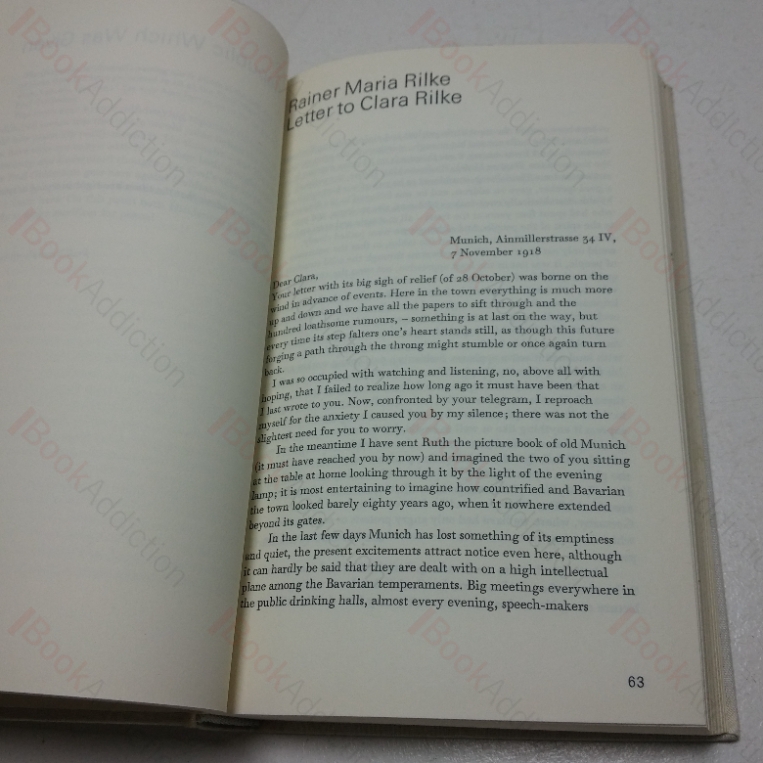 Rainer Maria Rilke
Letter to Clara Rilke
Munich, Ainmillerstrasse 34 IV,
7 November 1918
Dear Clara,
Your letter with its big sigh of relief (of 28 October) was borne on the
wind in advance of events. Here in the town everything is much more
up and down and we have all the papers to sift through and the
hundred loathsome rumours, – something is at last on the way, but
every time its step falters one's heart stands still, as though this future
forging a path through the throng might stumble or once again turn
back.
I was so occupied with watching and listening, no, above all with
hoping, that I failed to realize how long ago it must have been that
I last wrote to you. Now, confronted by your telegram, I reproach
myself for the anxiety I caused you by my silence; there was not the
slightest need for you to worry.
In the meantime I have sent Ruth the picture book of old Munich
(it must have reached you by now) and imagined the two of you sitting
at the table at home looking through it by the light of the evening
lamp; it is most entertaining to imagine how countrified and Bavarian
the town looked barely eighty years ago, when it nowhere extended
beyond its gates.
In the last few days Munich has lost something of its emptiness
and quiet, the present excitements attract notice even here, although
it can hardly be said that they are dealt with on a high intellectual
plane among the Bavarian temperaments. Big meetings everywhere in
the public drinking halls, almost every evening, speech-makers
63
BookAddiction